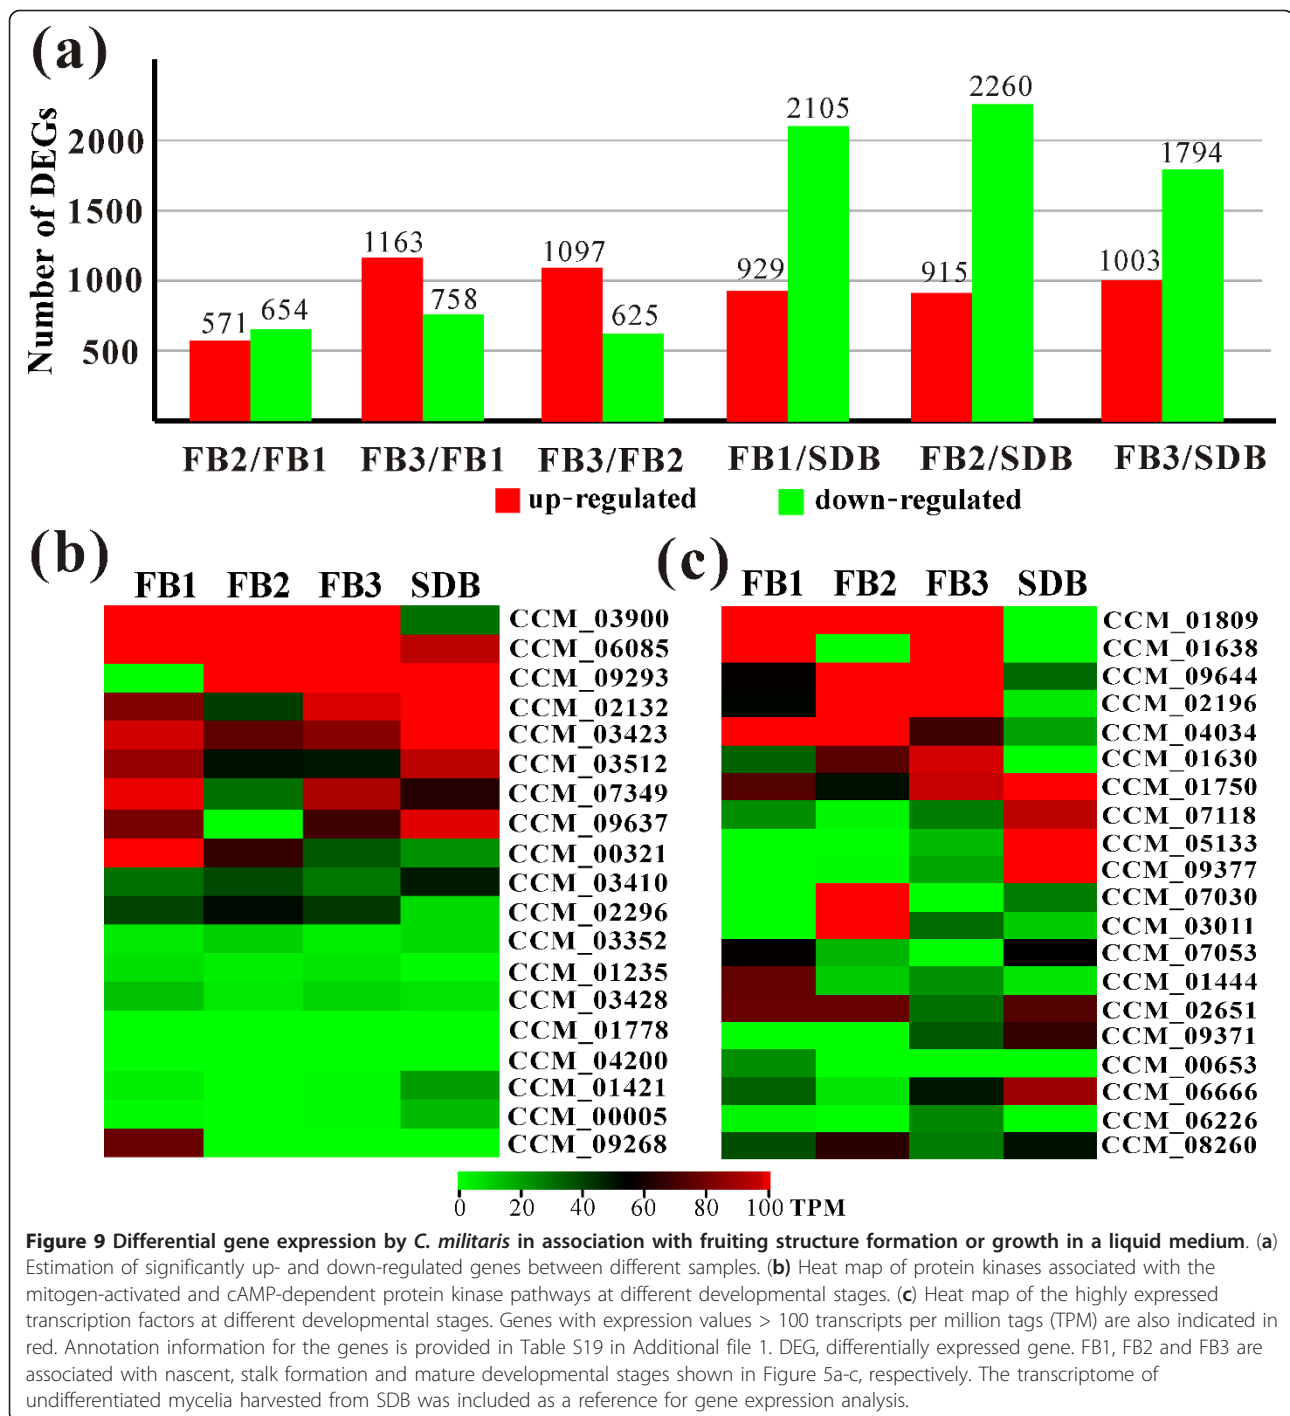 (a)
Number of DEGs
2000
1500
1000
500
571 654
1163 758
1097 625
929 2105
915 2260
1003 1794
FB2/FB1 FB3/FB1 FB3/FB2 FB1/SDB FB2/SDB FB3/SDB
up-regulated down-regulated
(b)
FB1 FB2 FB3 SDB
CCM_03900
CCM_06085
CCM_09293
CCM_02132
CCM_03423
CCM_03512
CCM_07349
CCM_09637
CCM_00321
CCM_03410
CCM_02296
CCM_03352
CCM_01235
CCM_03428
CCM_01778
CCM_04200
CCM_01421
CCM_00005
CCM_09268
(c)
FB1 FB2 FB3 SDB
CCM_01809
CCM_01638
CCM_09644
CCM_02196
CCM_04034
CCM_01630
CCM_01750
CCM_07118
CCM_05133
CCM_09377
CCM_07030
CCM_03011
CCM_07053
CCM_01444
CCM_02651
CCM_09371
CCM_00653
CCM_06666
CCM_06226
CCM_08260
0 20 40 60 80 100 TPM
Figure 9 Differential gene expression by C. militaris in association with fruiting structure formation or growth in a liquid medium. (a)
Estimation of significantly up- and down-regulated genes between different samples. (b) Heat map of protein kinases associated with the
mitogen-activated and cAMP-dependent protein kinase pathways at different developmental stages. (c) Heat map of the highly expressed
transcription factors at different developmental stages. Genes with expression values > 100 transcripts per million tags (TPM) are also indicated in
red. Annotation information for the genes is provided in Table S19 in Additional file 1. DEG, differentially expressed gene. FB1, FB2 and FB3 are
associated with nascent, stalk formation and mature developmental stages shown in Figure 5a-c, respectively. The transcriptome of
undifferentiated mycelia harvested from SDB was included as a reference for gene expression analysis.